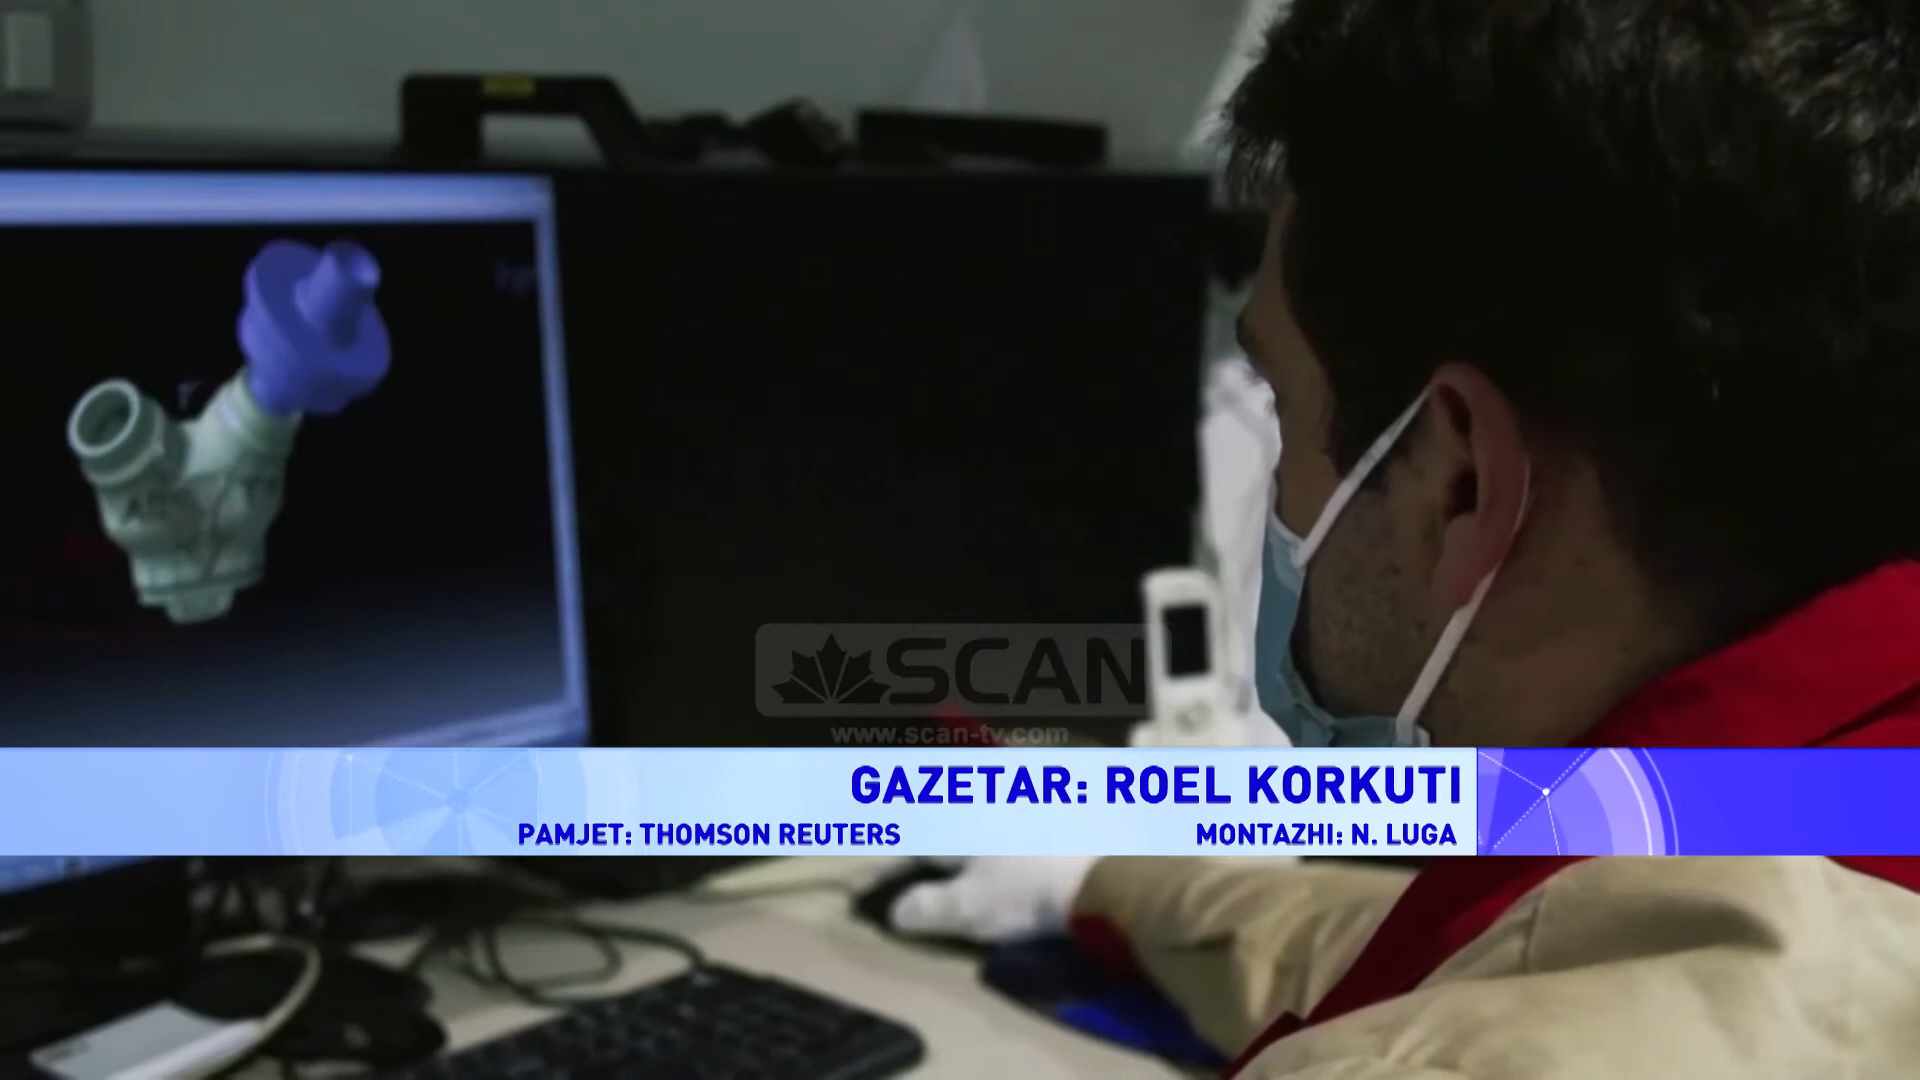 SCAN
www.scan-tv.com
GAZETAR: ROEL KORKUTI
PAMJET: THOMSON REUTERS
MONTAZHI: N. LUGA